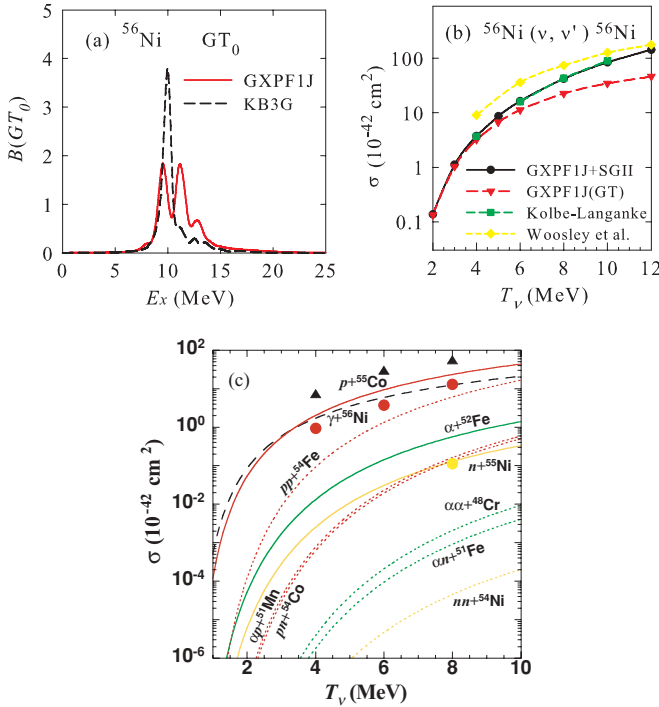 (a) ⁵⁶Ni GT₀
GXPF1J
KB3G
B(GT₀)
5
4
3
2
1
0
0 5 10 15 20 25
Eₓ (MeV)
(b) ⁵⁶Ni (ν, ν') ⁵⁶Ni
σ (10⁻⁴² cm²)
100
10
1
0.1
GXPF1J+SGII
GXPF1J(GT)
Kolbe-Langanke
Woosley et al.
2 4 6 8 10 12
T_ν (MeV)
(c)
σ (10⁻⁴² cm²)
10²
10⁰
10⁻²
10⁻⁴
10⁻⁶
p+⁵⁵Co
γ+⁵⁶Ni
pp+⁵⁴Fe
α+⁵²Fe
n+⁵⁵Ni
αα+⁴⁸Cr
αn+⁵¹Fe
αp+⁵¹Mn
pn+⁵⁴Co
nn+⁵⁴Ni
2 4 6 8 10
T_ν (MeV)